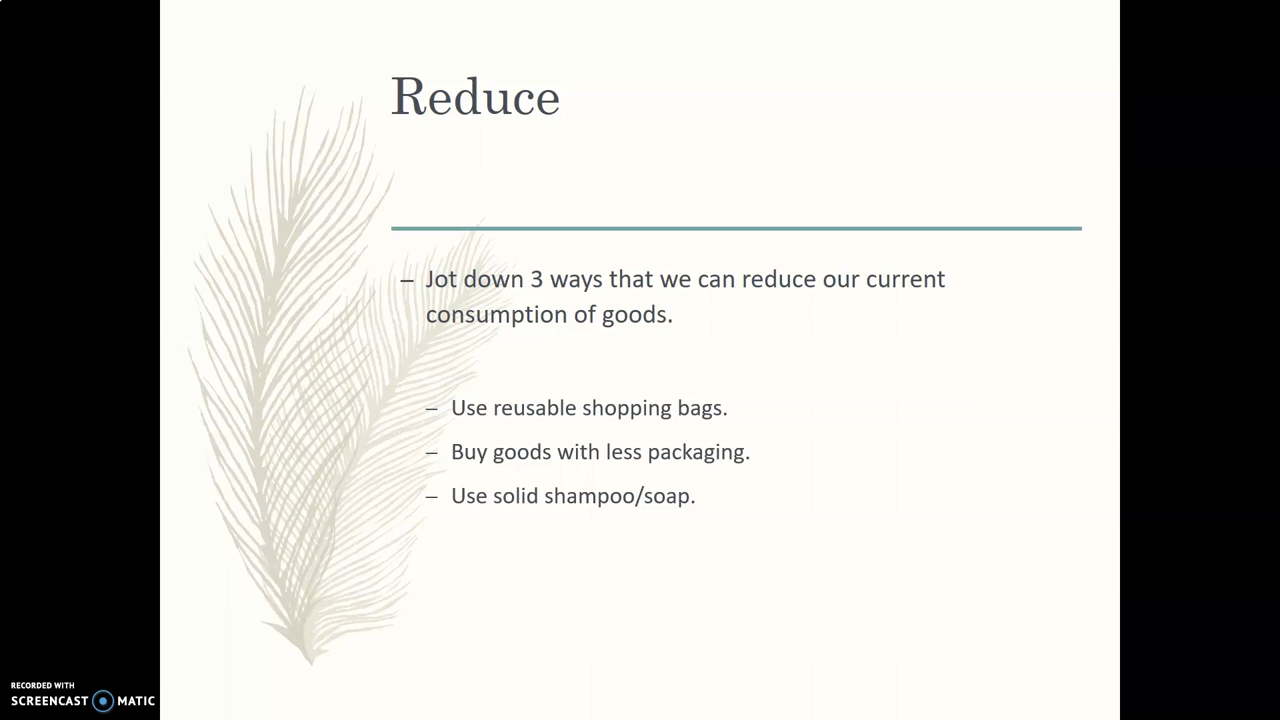 Reduce
– Jot down 3 ways that we can reduce our current
consumption of goods.
– Use reusable shopping bags.
– Buy goods with less packaging.
– Use solid shampoo/soap.
RECORDED WITH
SCREENCAST MATIC